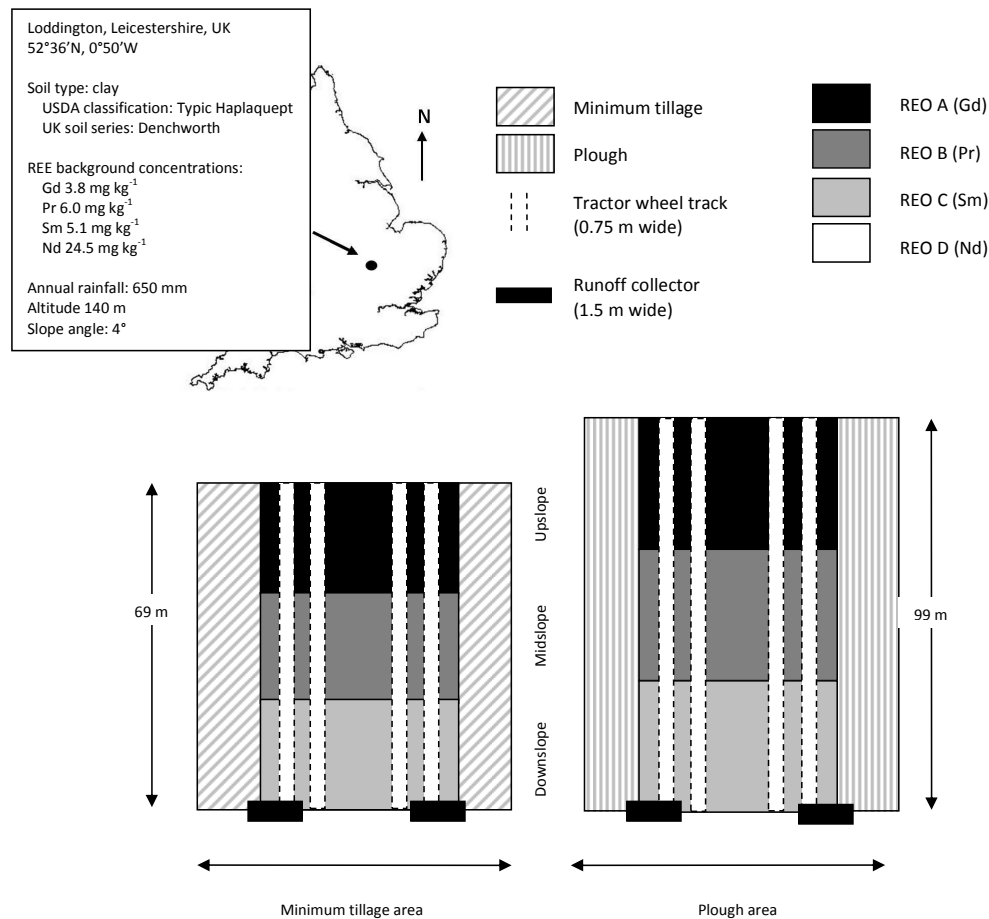 Loddington, Leicestershire, UK
52°36’N, 0°50’W
Soil type: clay
USDA classification: Typic Haplaquept
UK soil series: Denchworth
REE background concentrations:
Gd 3.8 mg kg⁻¹
Pr 6.0 mg kg⁻¹
Sm 5.1 mg kg⁻¹
Nd 24.5 mg kg⁻¹
Annual rainfall: 650 mm
Altitude 140 m
Slope angle: 4°
N
Minimum tillage
Plough
Tractor wheel track
(0.75 m wide)
Runoff collector
(1.5 m wide)
REO A (Gd)
REO B (Pr)
REO C (Sm)
REO D (Nd)
69 m
Upslope
Midslope
Downslope
99 m
Minimum tillage area
Plough area